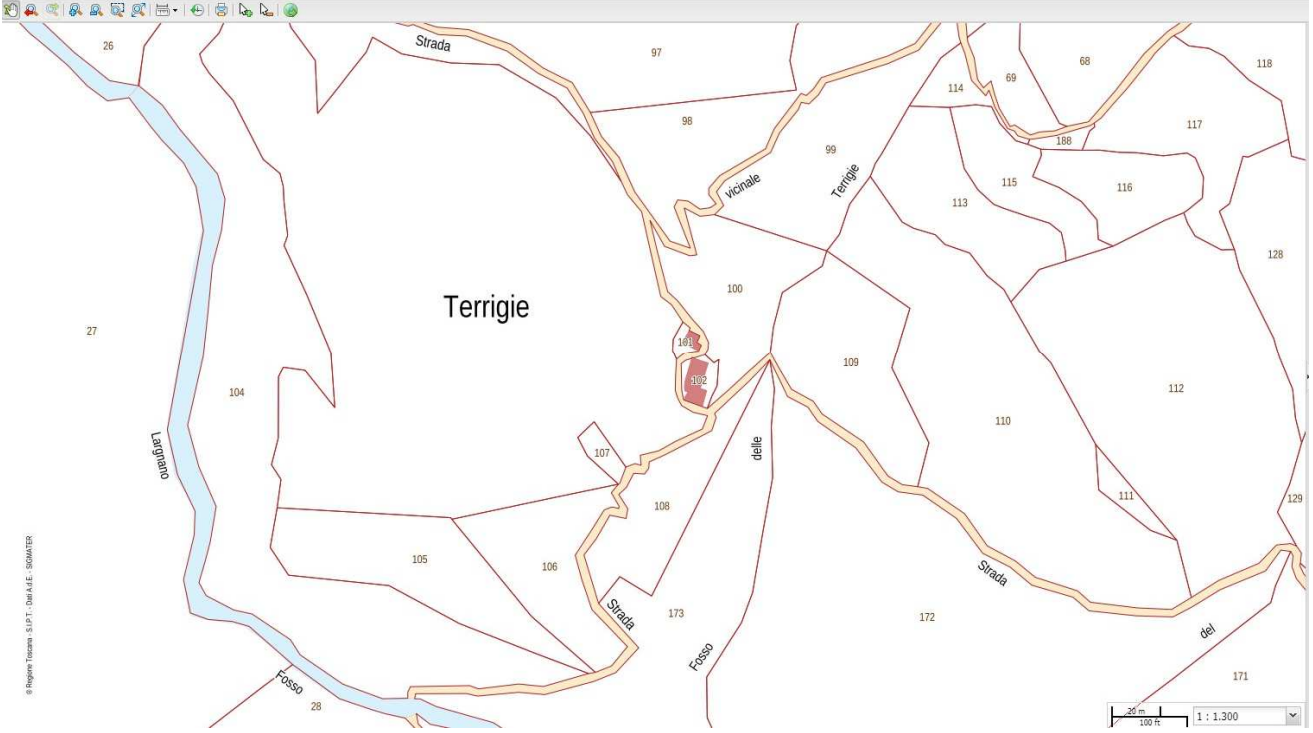 26
Strada
97
68
118
69
114
98
117
188
99
vicinale
Terrigie
115
116
113
128
100
Terrigie
27
101
109
102
104
112
110
Largnano
delle
107
111
129
108
105
106
Strada
173
Strada
172
del
Fosso
171
Fosso
28
© Regione Toscana - S.I.P.T. - Dati A.d.E. - SIGMATER
20 m
100 ft
1 : 1.300